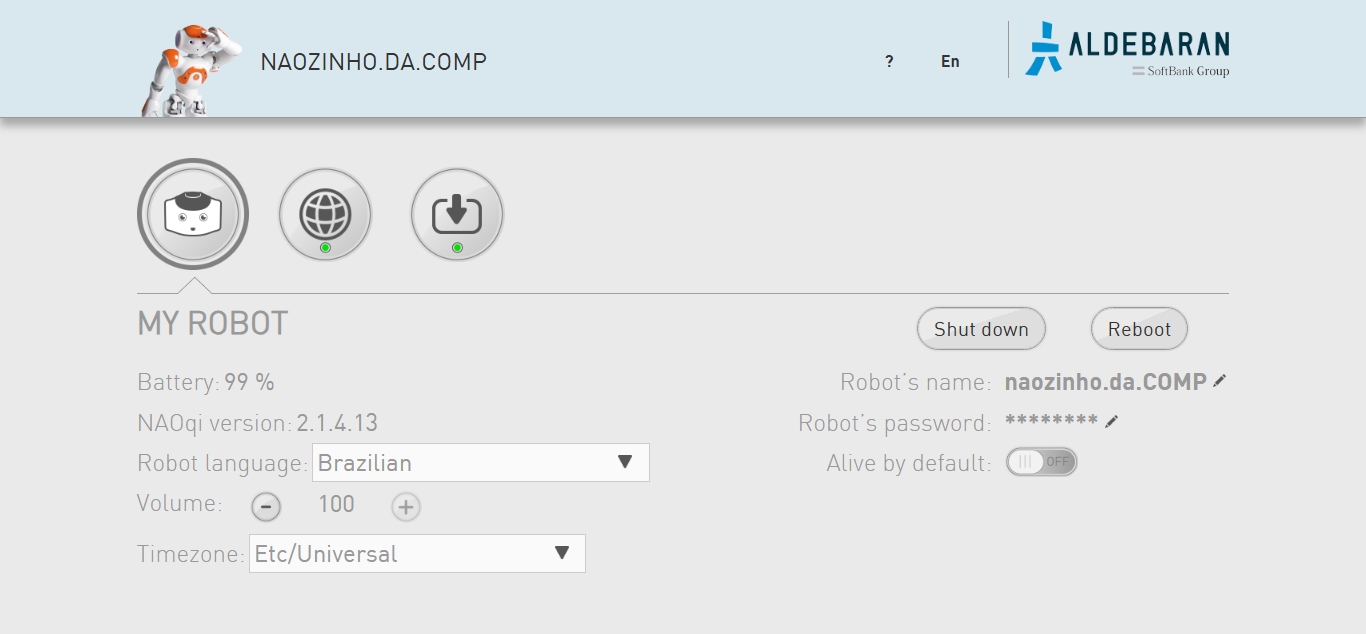 NAOZINHO.DA.COMP
?
En
ALDEBARAN
SoftBank Group
MY ROBOT
Shut down
Reboot
Battery: 99 %
NAOqi version: 2.1.4.13
Robot language: Brazilian
Volume: - 100 +
Timezone: Etc/Universal
Robot's name: naozinho.da.COMP
Robot's password: ********
Alive by default: OFF